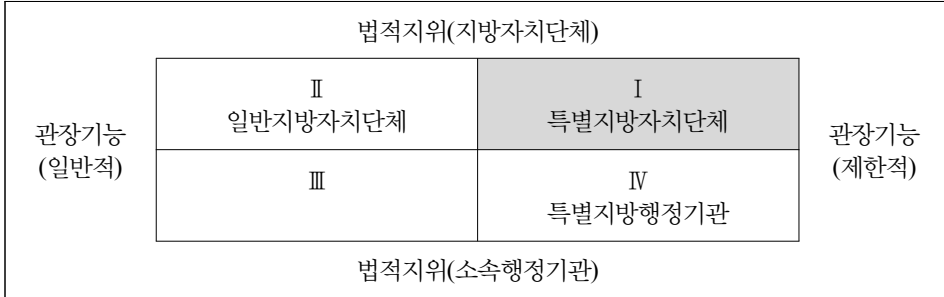 법적지위(지방자치단체)
Ⅱ
일반지방자치단체
Ⅰ
특별지방자치단체
관장기능
(일반적)
관장기능
(제한적)
Ⅲ
Ⅳ
특별지방행정기관
법적지위(소속행정기관)